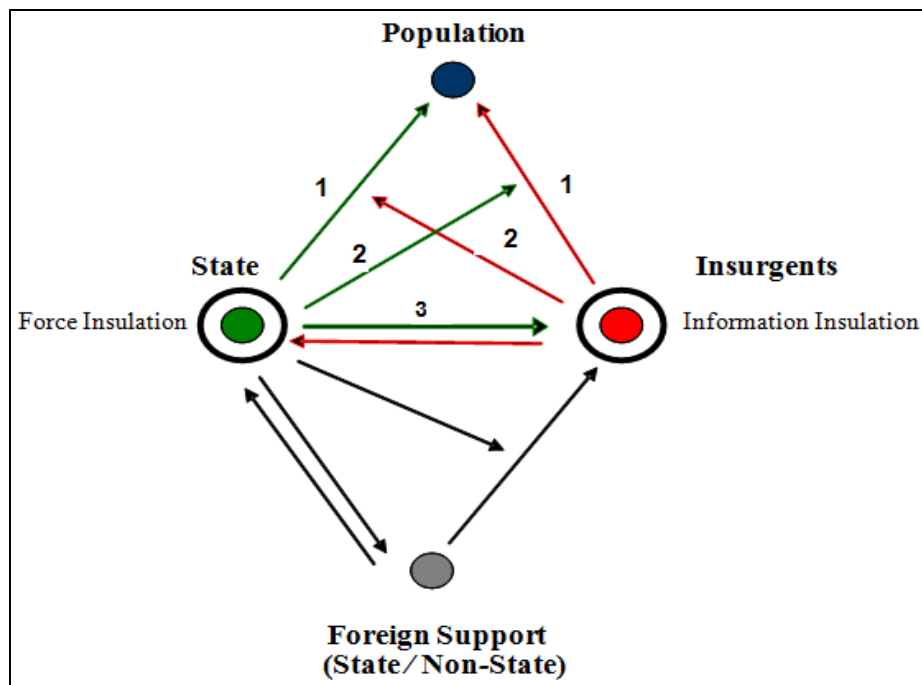 Population
1
1
2
2
State
Insurgents
Force Insulation
3
Information Insulation
Foreign Support
(State/Non-State)